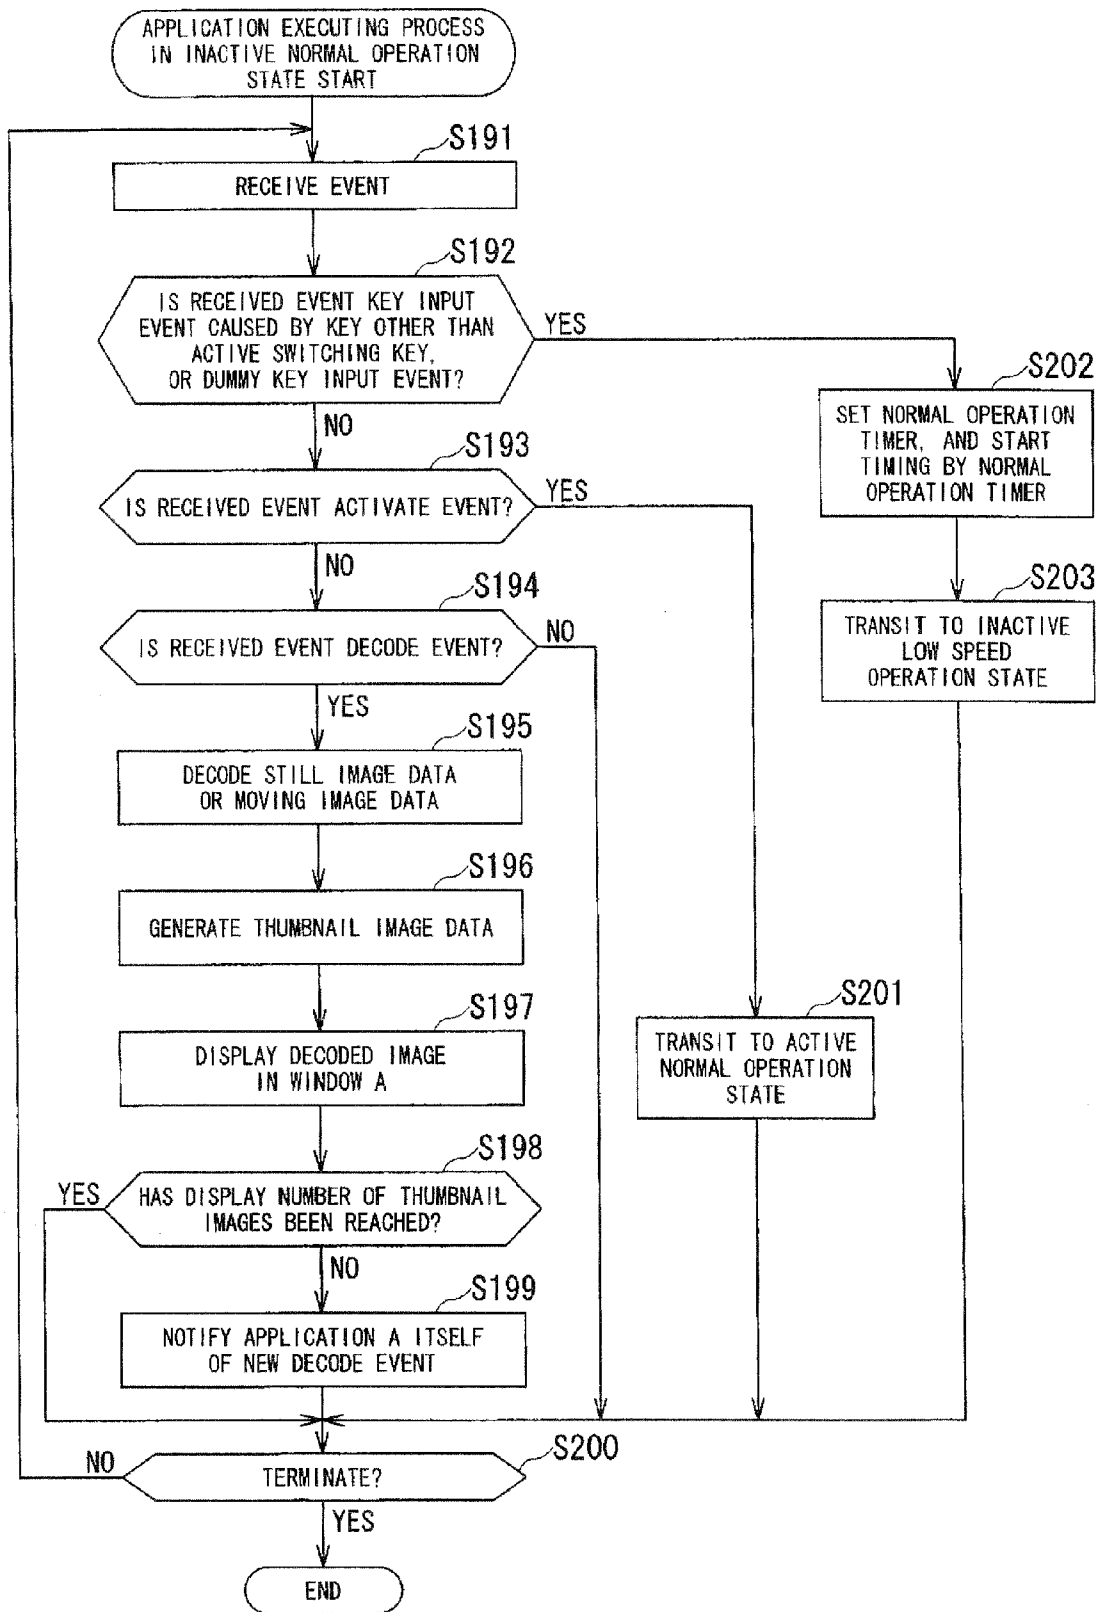 APPLICATION EXECUTING PROCESS
IN INACTIVE NORMAL OPERATION
STATE START
S191
RECEIVE EVENT
S192
IS RECEIVED EVENT KEY INPUT
EVENT CAUSED BY KEY OTHER THAN
ACTIVE SWITCHING KEY,
OR DUMMY KEY INPUT EVENT?
YES
NO
S202
SET NORMAL OPERATION
TIMER, AND START
TIMING BY NORMAL
OPERATION TIMER
S193
IS RECEIVED EVENT ACTIVATE EVENT?
YES
NO
S203
TRANSIT TO INACTIVE
LOW SPEED
OPERATION STATE
S194
IS RECEIVED EVENT DECODE EVENT?
NO
YES
S195
DECODE STILL IMAGE DATA
OR MOVING IMAGE DATA
S196
GENERATE THUMBNAIL IMAGE DATA
S197
DISPLAY DECODED IMAGE
IN WINDOW A
S201
TRANSIT TO ACTIVE
NORMAL OPERATION
STATE
S198
YES
HAS DISPLAY NUMBER OF THUMBNAIL
IMAGES BEEN REACHED?
NO
S199
NOTIFY APPLICATION A ITSELF
OF NEW DECODE EVENT
S200
NO
TERMINATE?
YES
END